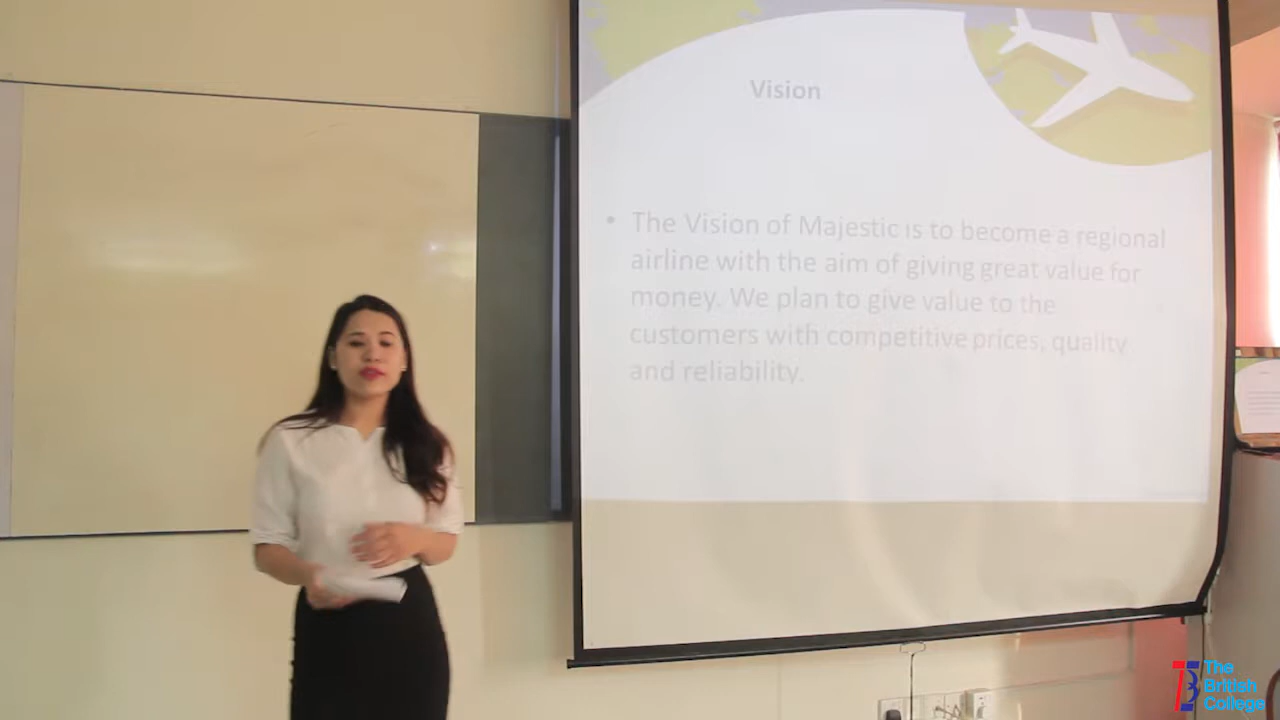 Vision
• The Vision of Majestic is to become a regional
airline with the aim of giving great value for
money. We plan to give value to the
customers with competitive prices, quality
and reliability.
The
British
College